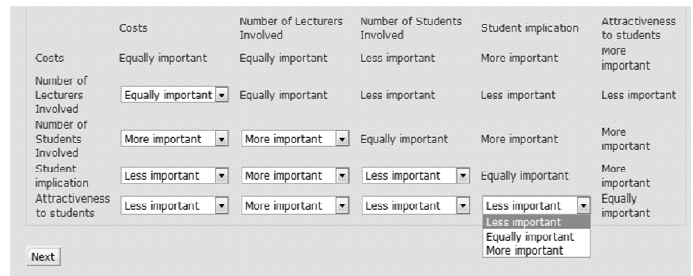 Costs Number of Lecturers Involved Number of Students Involved Student implication Attractiveness to students
Costs Equally important Equally important Less important More important More important
Number of Lecturers Involved Equally important Equally important Less important Less important Less important
Number of Students Involved More important More important Equally important More important More important
Student implication Less important More important Less important Equally important More important
Attractiveness to students Less important More important Less important Less important Equally important
Less important
Equally important
More important
Next